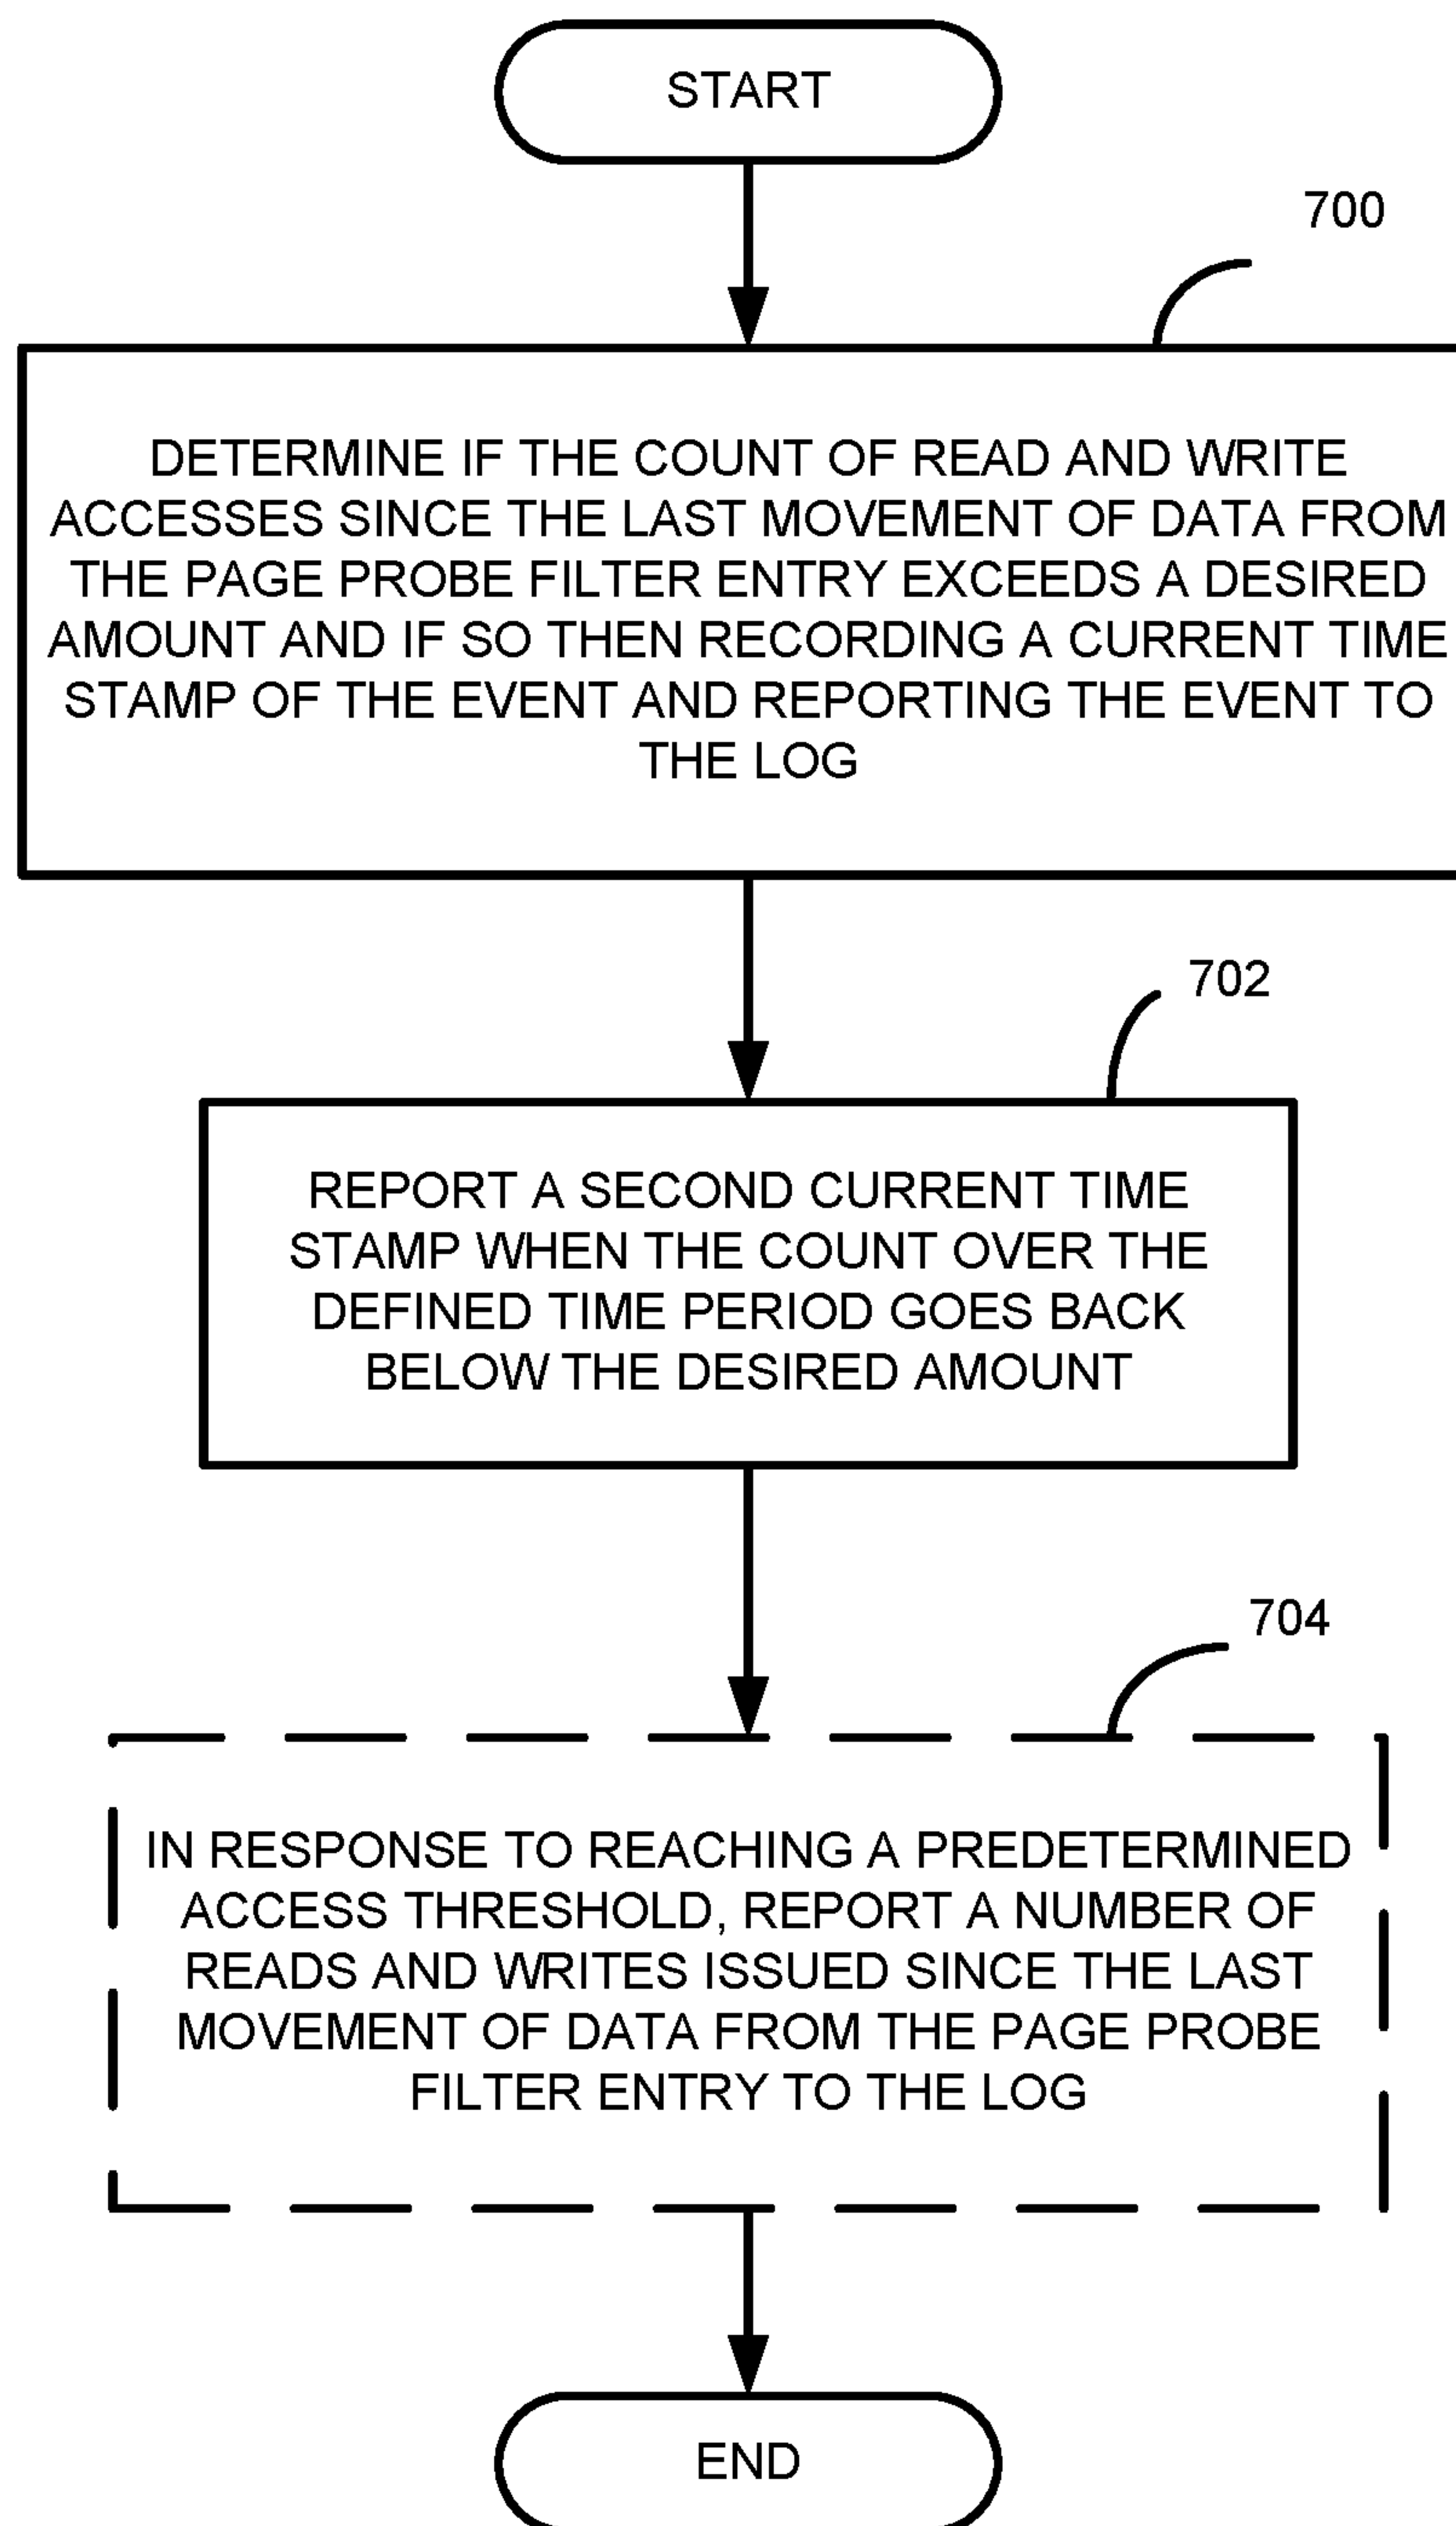 START
700
DETERMINE IF THE COUNT OF READ AND WRITE
ACCESSES SINCE THE LAST MOVEMENT OF DATA FROM
THE PAGE PROBE FILTER ENTRY EXCEEDS A DESIRED
AMOUNT AND IF SO THEN RECORDING A CURRENT TIME
STAMP OF THE EVENT AND REPORTING THE EVENT TO
THE LOG
702
REPORT A SECOND CURRENT TIME
STAMP WHEN THE COUNT OVER THE
DEFINED TIME PERIOD GOES BACK
BELOW THE DESIRED AMOUNT
704
IN RESPONSE TO REACHING A PREDETERMINED
ACCESS THRESHOLD, REPORT A NUMBER OF
READS AND WRITES ISSUED SINCE THE LAST
MOVEMENT OF DATA FROM THE PAGE PROBE
FILTER ENTRY TO THE LOG
END